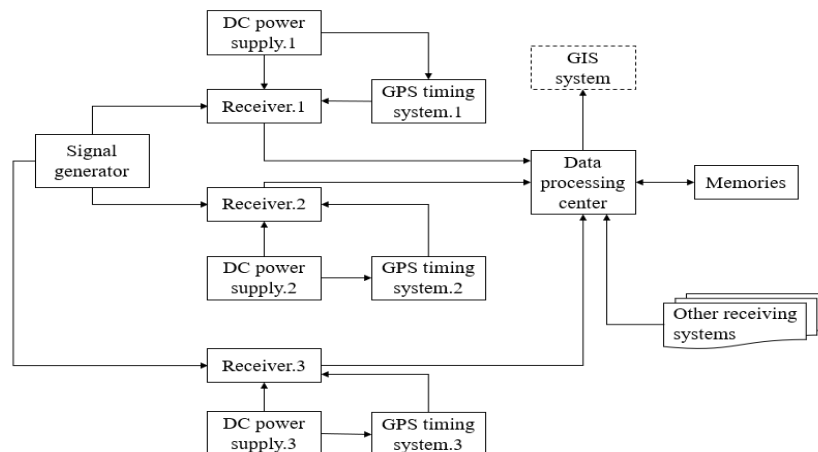 DC power
supply.1
GIS
system
GPS timing
system.1
Receiver.1
Signal
generator
Data
processing
center
Memories
Receiver.2
DC power
supply.2
GPS timing
system.2
Other receiving
systems
Receiver.3
DC power
supply.3
GPS timing
system.3